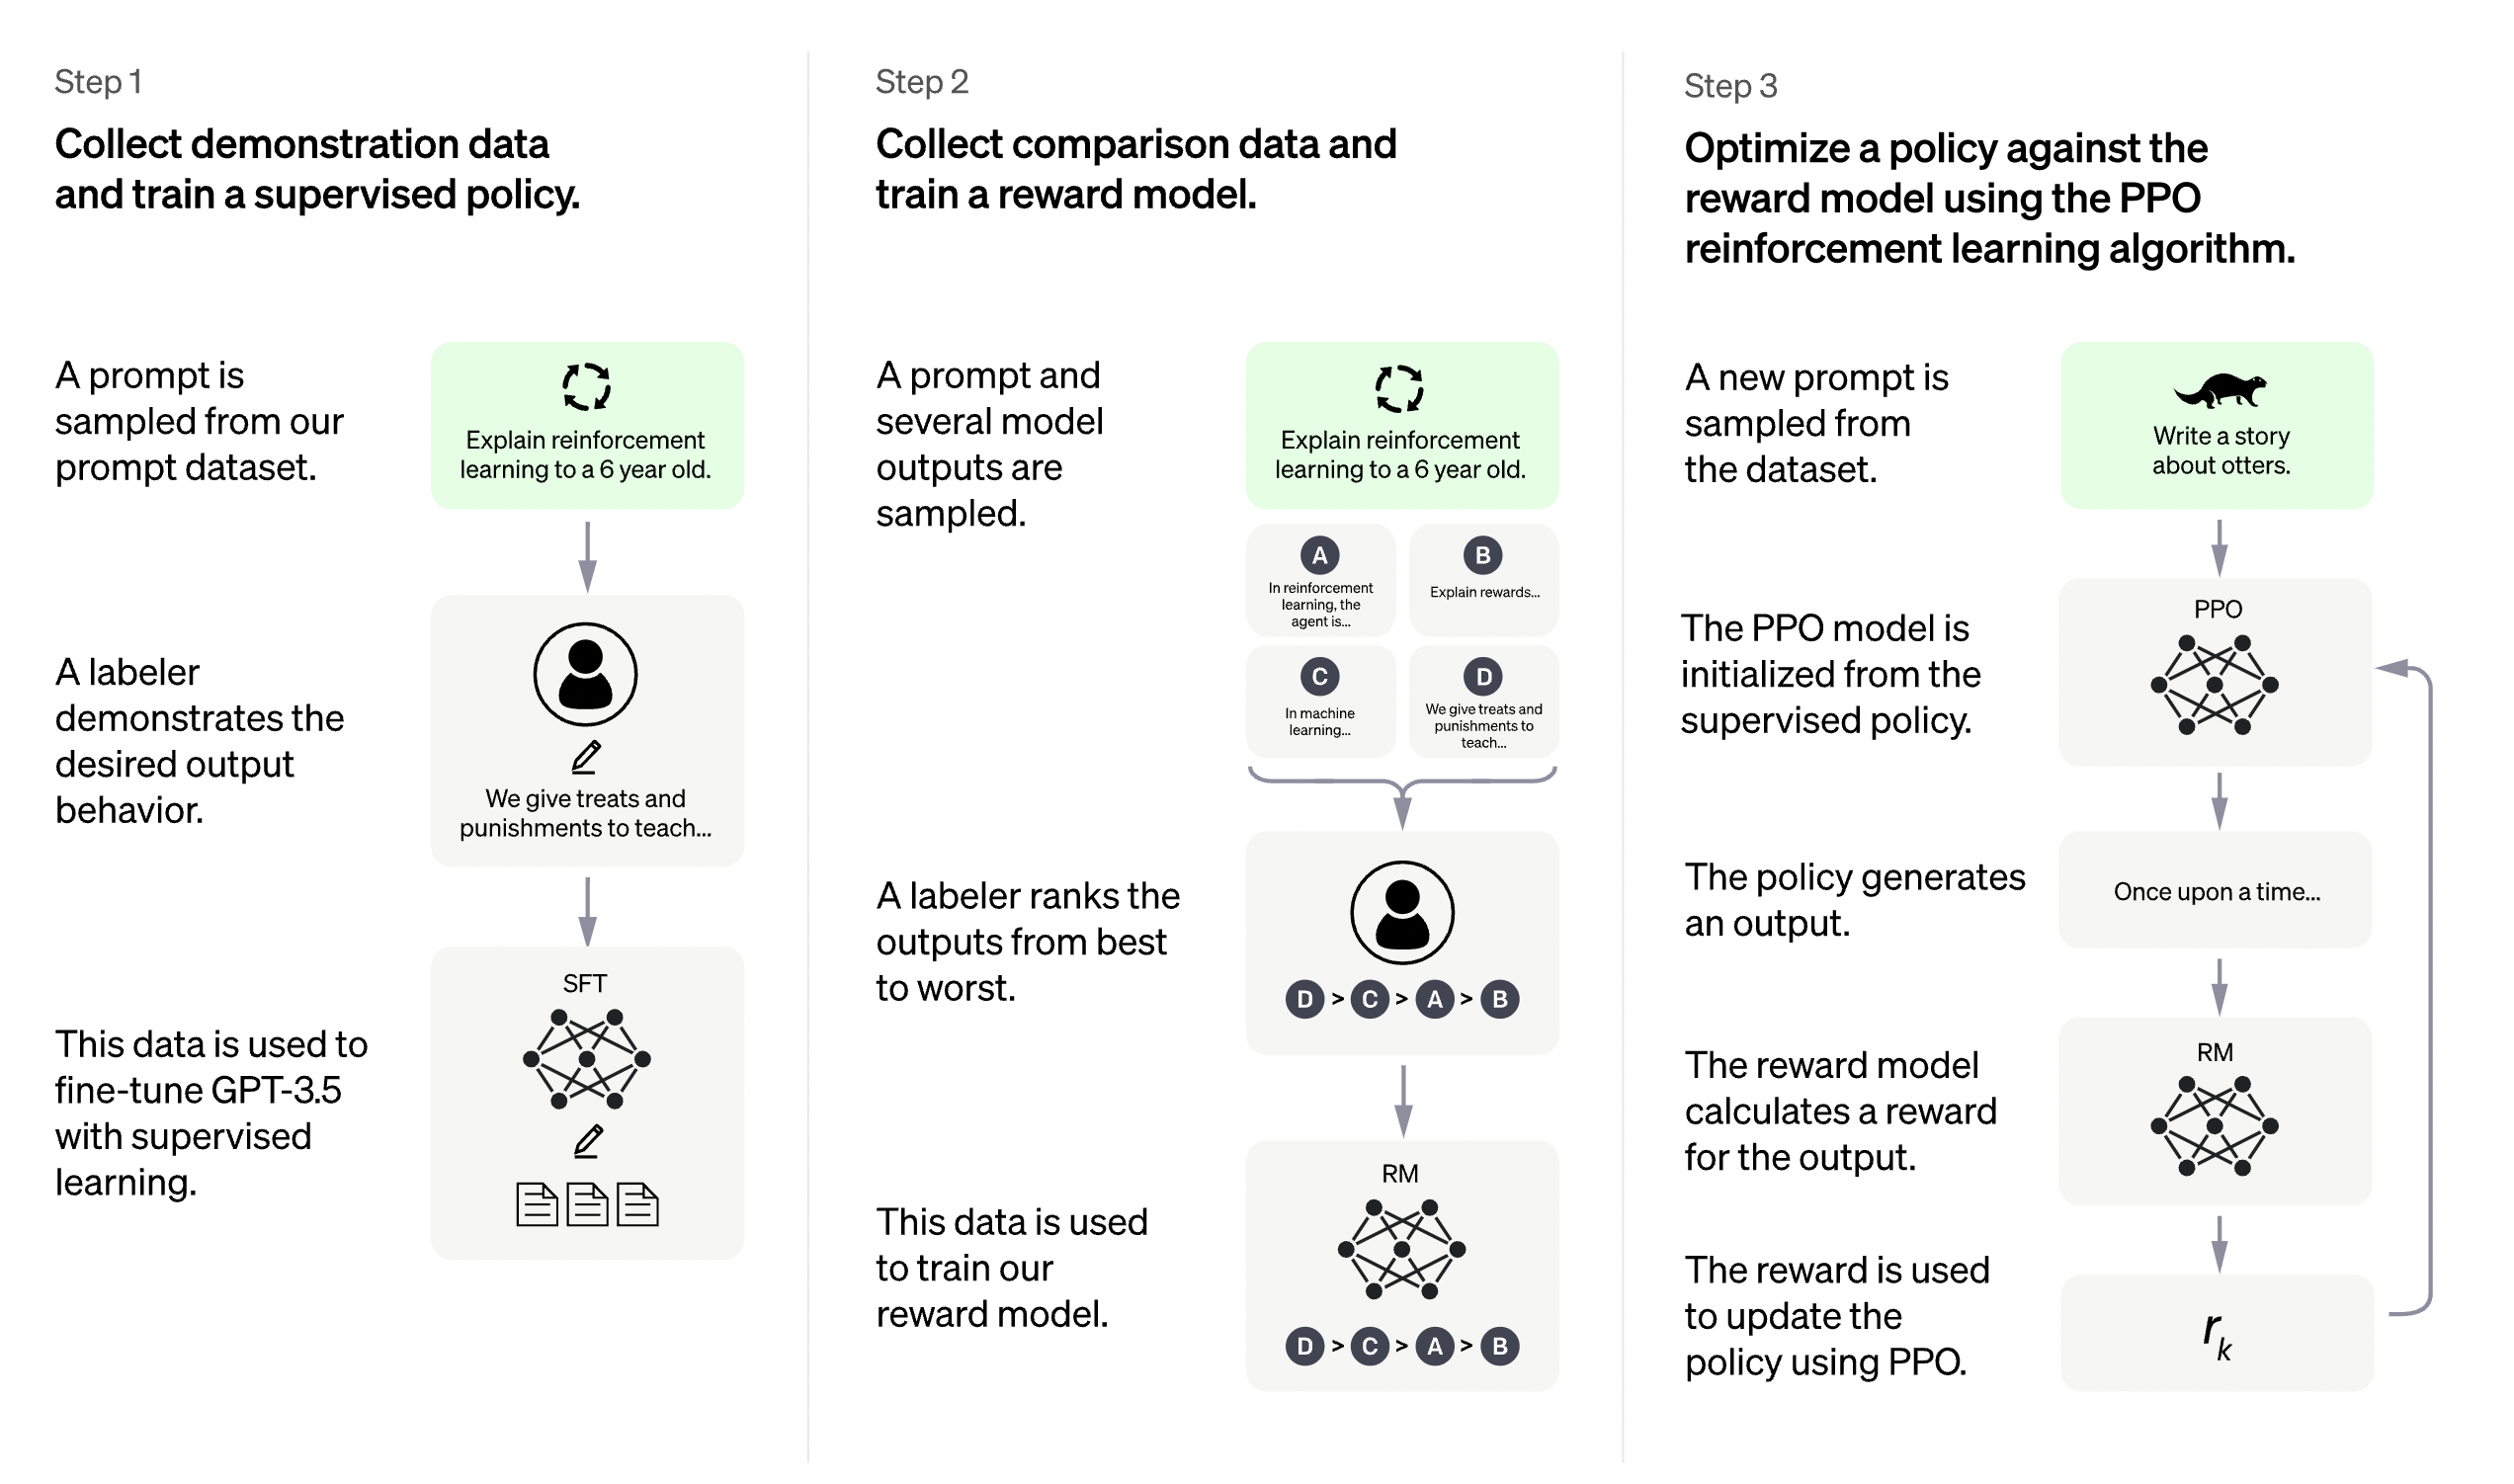 Step 1
Collect demonstration data
and train a supervised policy.
A prompt is
sampled from our
prompt dataset.
Explain reinforcement
learning to a 6 year old.
A labeler
demonstrates the
desired output
behavior.
We give treats and
punishments to teach...
This data is used to
fine-tune GPT-3.5
with supervised
learning.
SFT
Step 2
Collect comparison data and
train a reward model.
A prompt and
several model
outputs are
sampled.
Explain reinforcement
learning to a 6 year old.
A
In reinforcement
learning, the
agent is...
B
Explain rewards...
C
In machine
learning...
D
We give treats and
punishments to
teach...
A labeler ranks the
outputs from best
to worst.
D > C > A > B
This data is used
to train our
reward model.
RM
D > C > A > B
Step 3
Optimize a policy against the
reward model using the PPO
reinforcement learning algorithm.
A new prompt is
sampled from
the dataset.
Write a story
about otters.
The PPO model is
initialized from the
supervised policy.
PPO
The policy generates
an output.
Once upon a time...
The reward model
calculates a reward
for the output.
RM
The reward is used
to update the
policy using PPO.
r_k